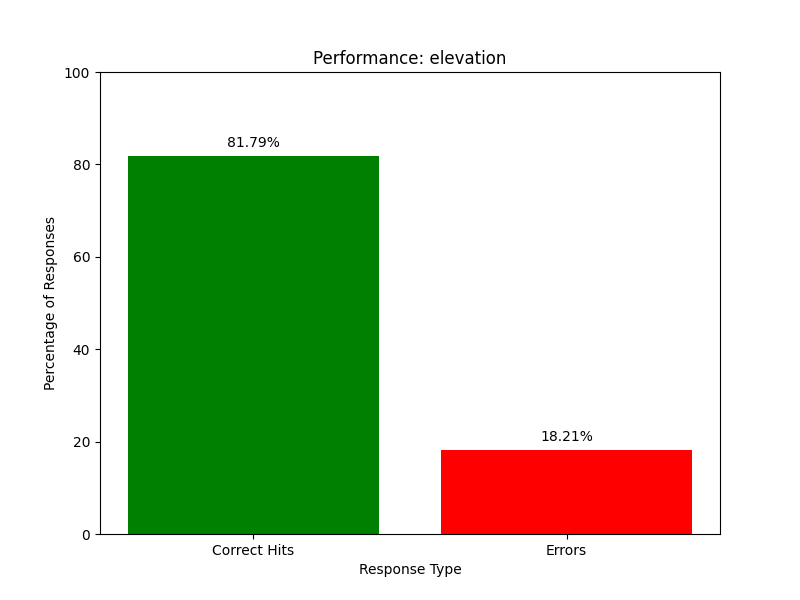 Performance: elevation
100
80
60
40
20
0
Percentage of Responses
81.79%
18.21%
Correct Hits
Errors
Response Type